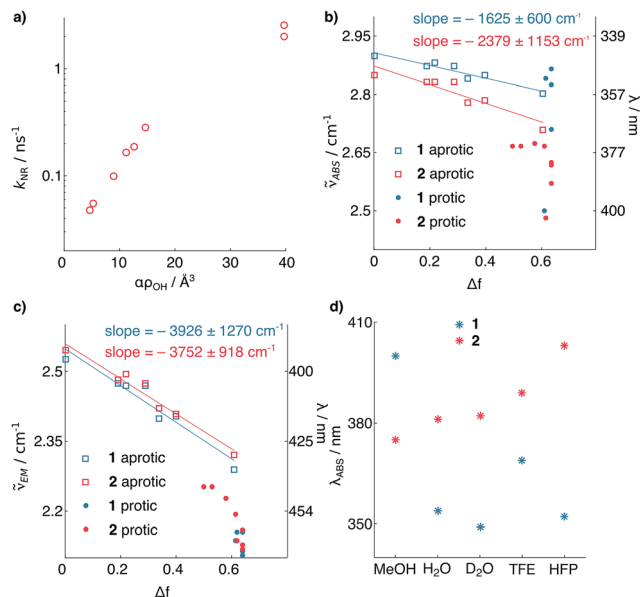 a)
k_NR / ns⁻¹
1
0.1
0
10
20
30
40
αρ_OH / Å³
b)
slope = − 1625 ± 600 cm⁻¹
slope = − 2379 ± 1153 cm⁻¹
ṽ_ABS / cm⁻¹
2.95
2.8
2.65
2.5
339
357
377
400
λ / nm
1 aprotic
2 aprotic
1 protic
2 protic
0
0.2
0.4
0.6
Δf
c)
slope = − 3926 ± 1270 cm⁻¹
slope = − 3752 ± 918 cm⁻¹
ṽ_EM / cm⁻¹
2.5
2.35
2.2
400
425
454
λ / nm
1 aprotic
2 aprotic
1 protic
2 protic
0
0.2
0.4
0.6
Δf
d)
1
2
λ_ABS / nm
410
380
350
MeOH
H₂O
D₂O
TFE
HFP